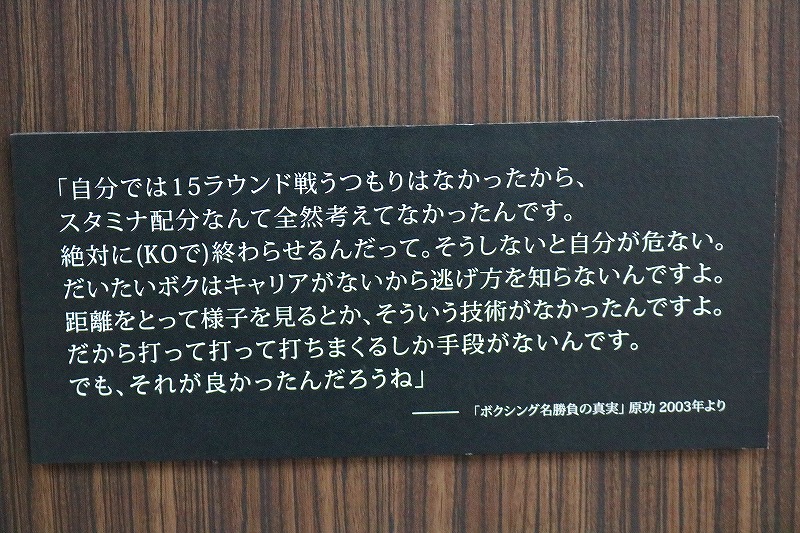 「自分では15ラウンド戦うつもりはなかったから、
スタミナ配分なんて全然考えてなかったんです。
絶対に(KOで)終わらせるんだって。そうしないと自分が危ない。
だいたいボクはキャリアがないから逃げ方を知らないんですよ。
距離をとって様子を見るとか、そういう技術がなかったんですよ。
だから打って打って打ちまくるしか手段がないんです。
でも、それが良かったんだろうね」
——「ボクシング名勝負の真実」原功 2003年より